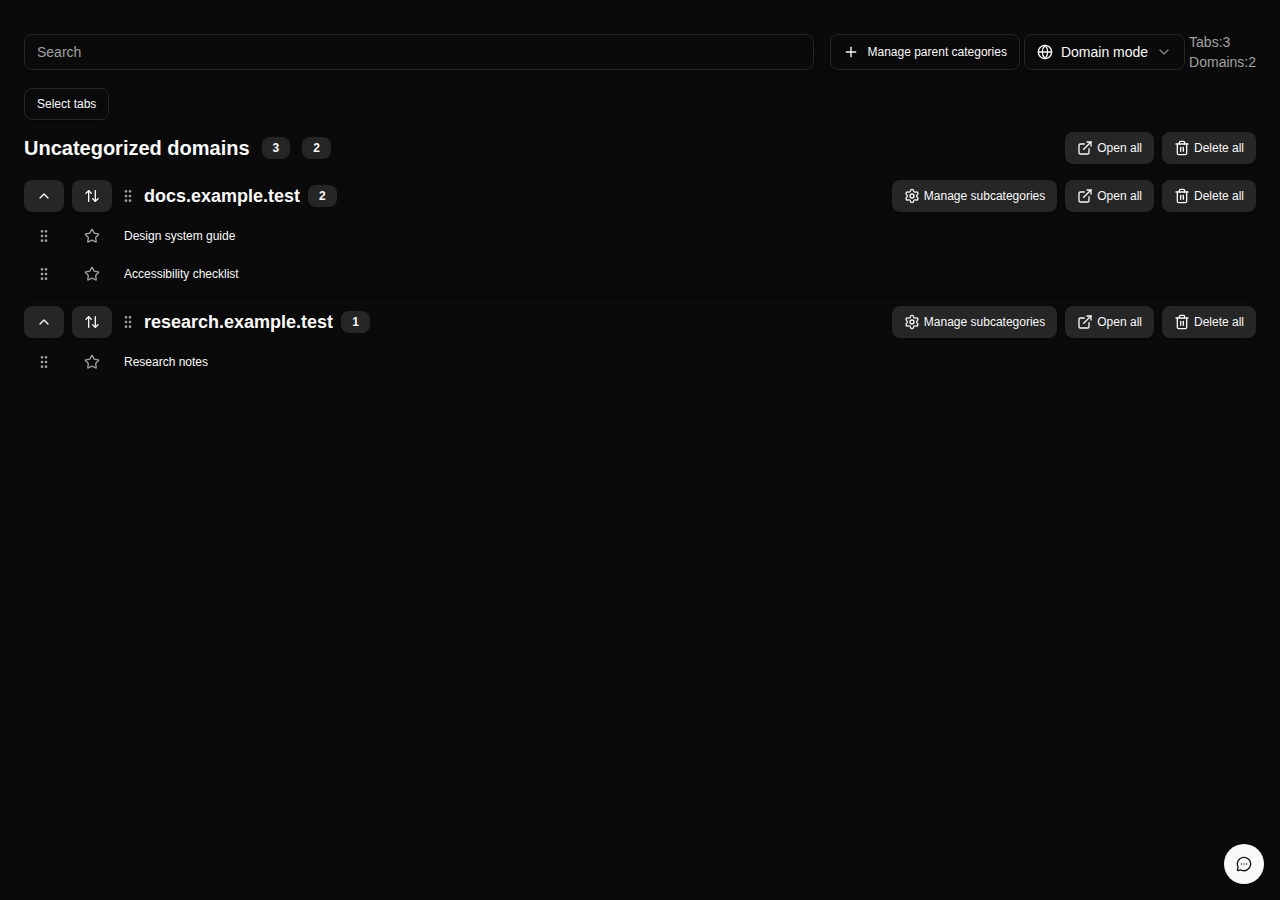 Search
Manage parent categories
Domain mode
Tabs:3
Domains:2
Select tabs
Uncategorized domains 3 2
Open all
Delete all
docs.example.test 2
Manage subcategories
Open all
Delete all
Design system guide
Accessibility checklist
research.example.test 1
Manage subcategories
Open all
Delete all
Research notes